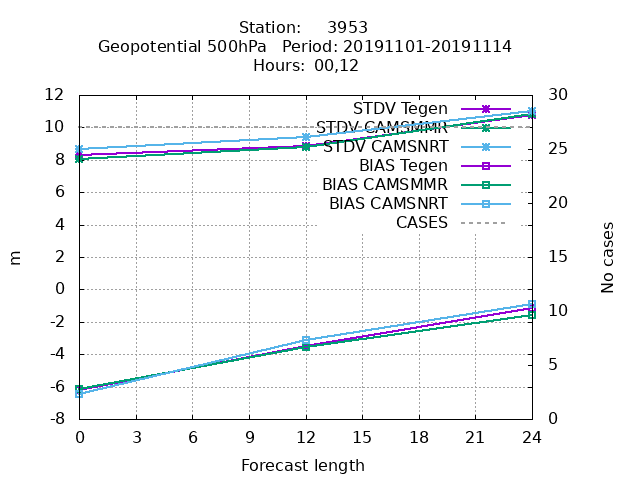 Station: 3953
Geopotential 500hPa Period: 20191101-20191114
Hours: 00,12
12 30
STDV Tegen
10 STDV CAMSMMR
STDV CAMSNRT 25
8 BIAS Tegen
6 BIAS CAMSMMR
BIAS CAMSNRT 20
4 CASES
2 15
0
-2 10
-4
5
-6
-8 0
0 3 6 9 12 15 18 21 24
m
No cases
Forecast length